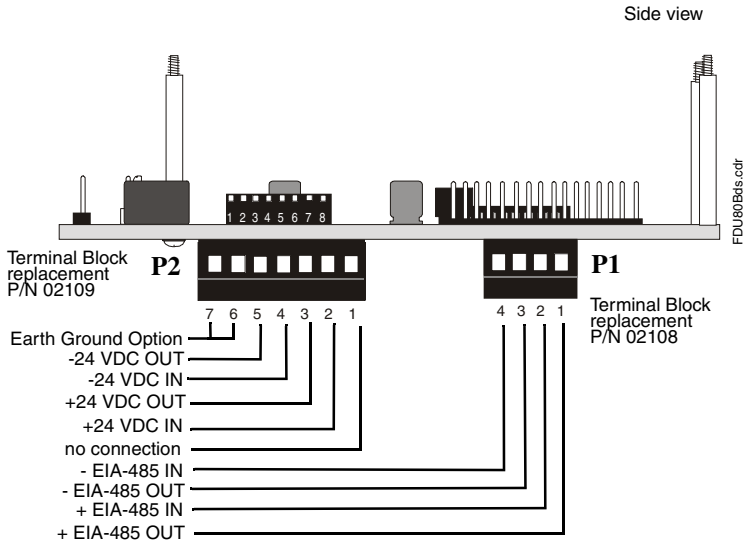 Side view
FDU80Bds.cdr
1 2 3 4 5 6 7 8
Terminal Block
replacement
P/N 02109
P2
P1
Terminal Block
replacement
P/N 02108
7 6 5 4 3 2 1
4 3 2 1
Earth Ground Option
-24 VDC OUT
-24 VDC IN
+24 VDC OUT
+24 VDC IN
no connection
- EIA-485 IN
- EIA-485 OUT
+ EIA-485 IN
+ EIA-485 OUT